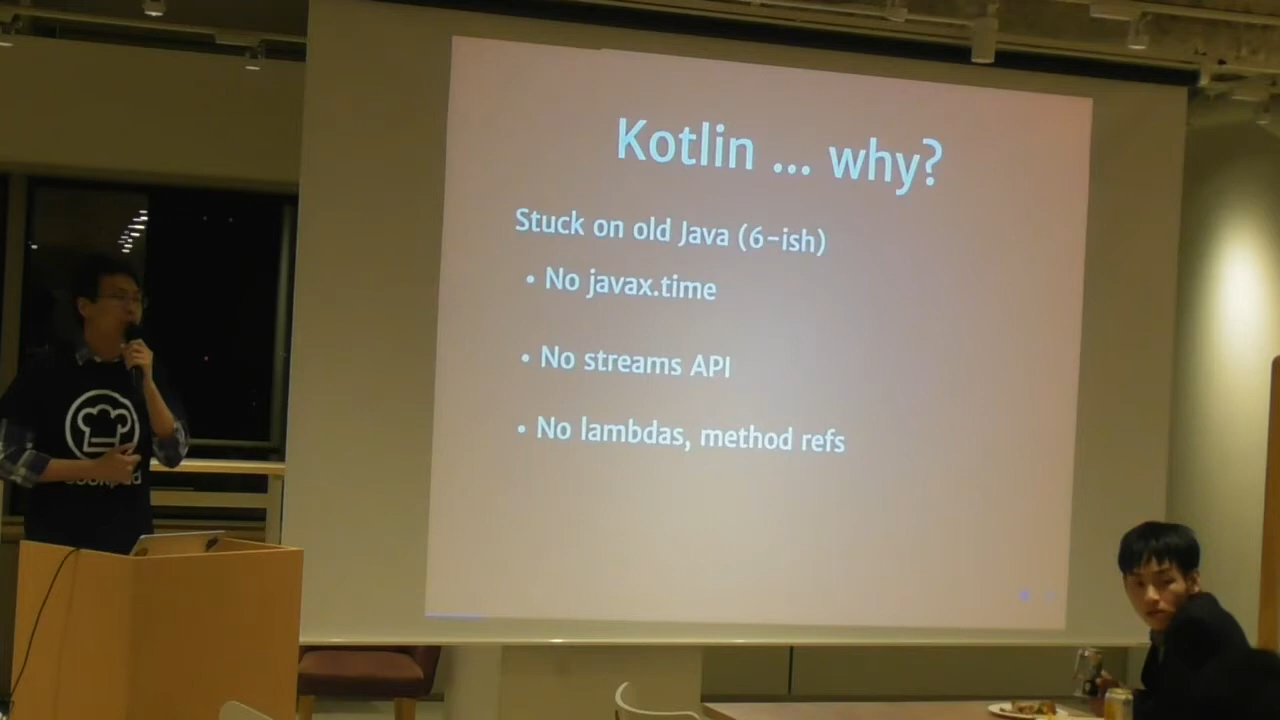 Kotlin ... why?
Stuck on old Java (6-ish)
• No javax.time
• No streams API
• No lambdas, method refs